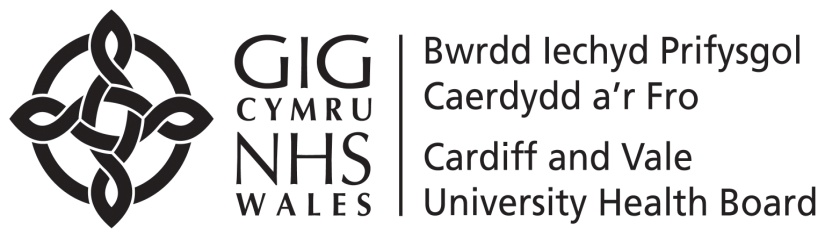 GIG
CYMRU
NHS
WALES
Bwrdd Iechyd Prifysgol
Caerdydd a'r Fro
Cardiff and Vale
University Health Board